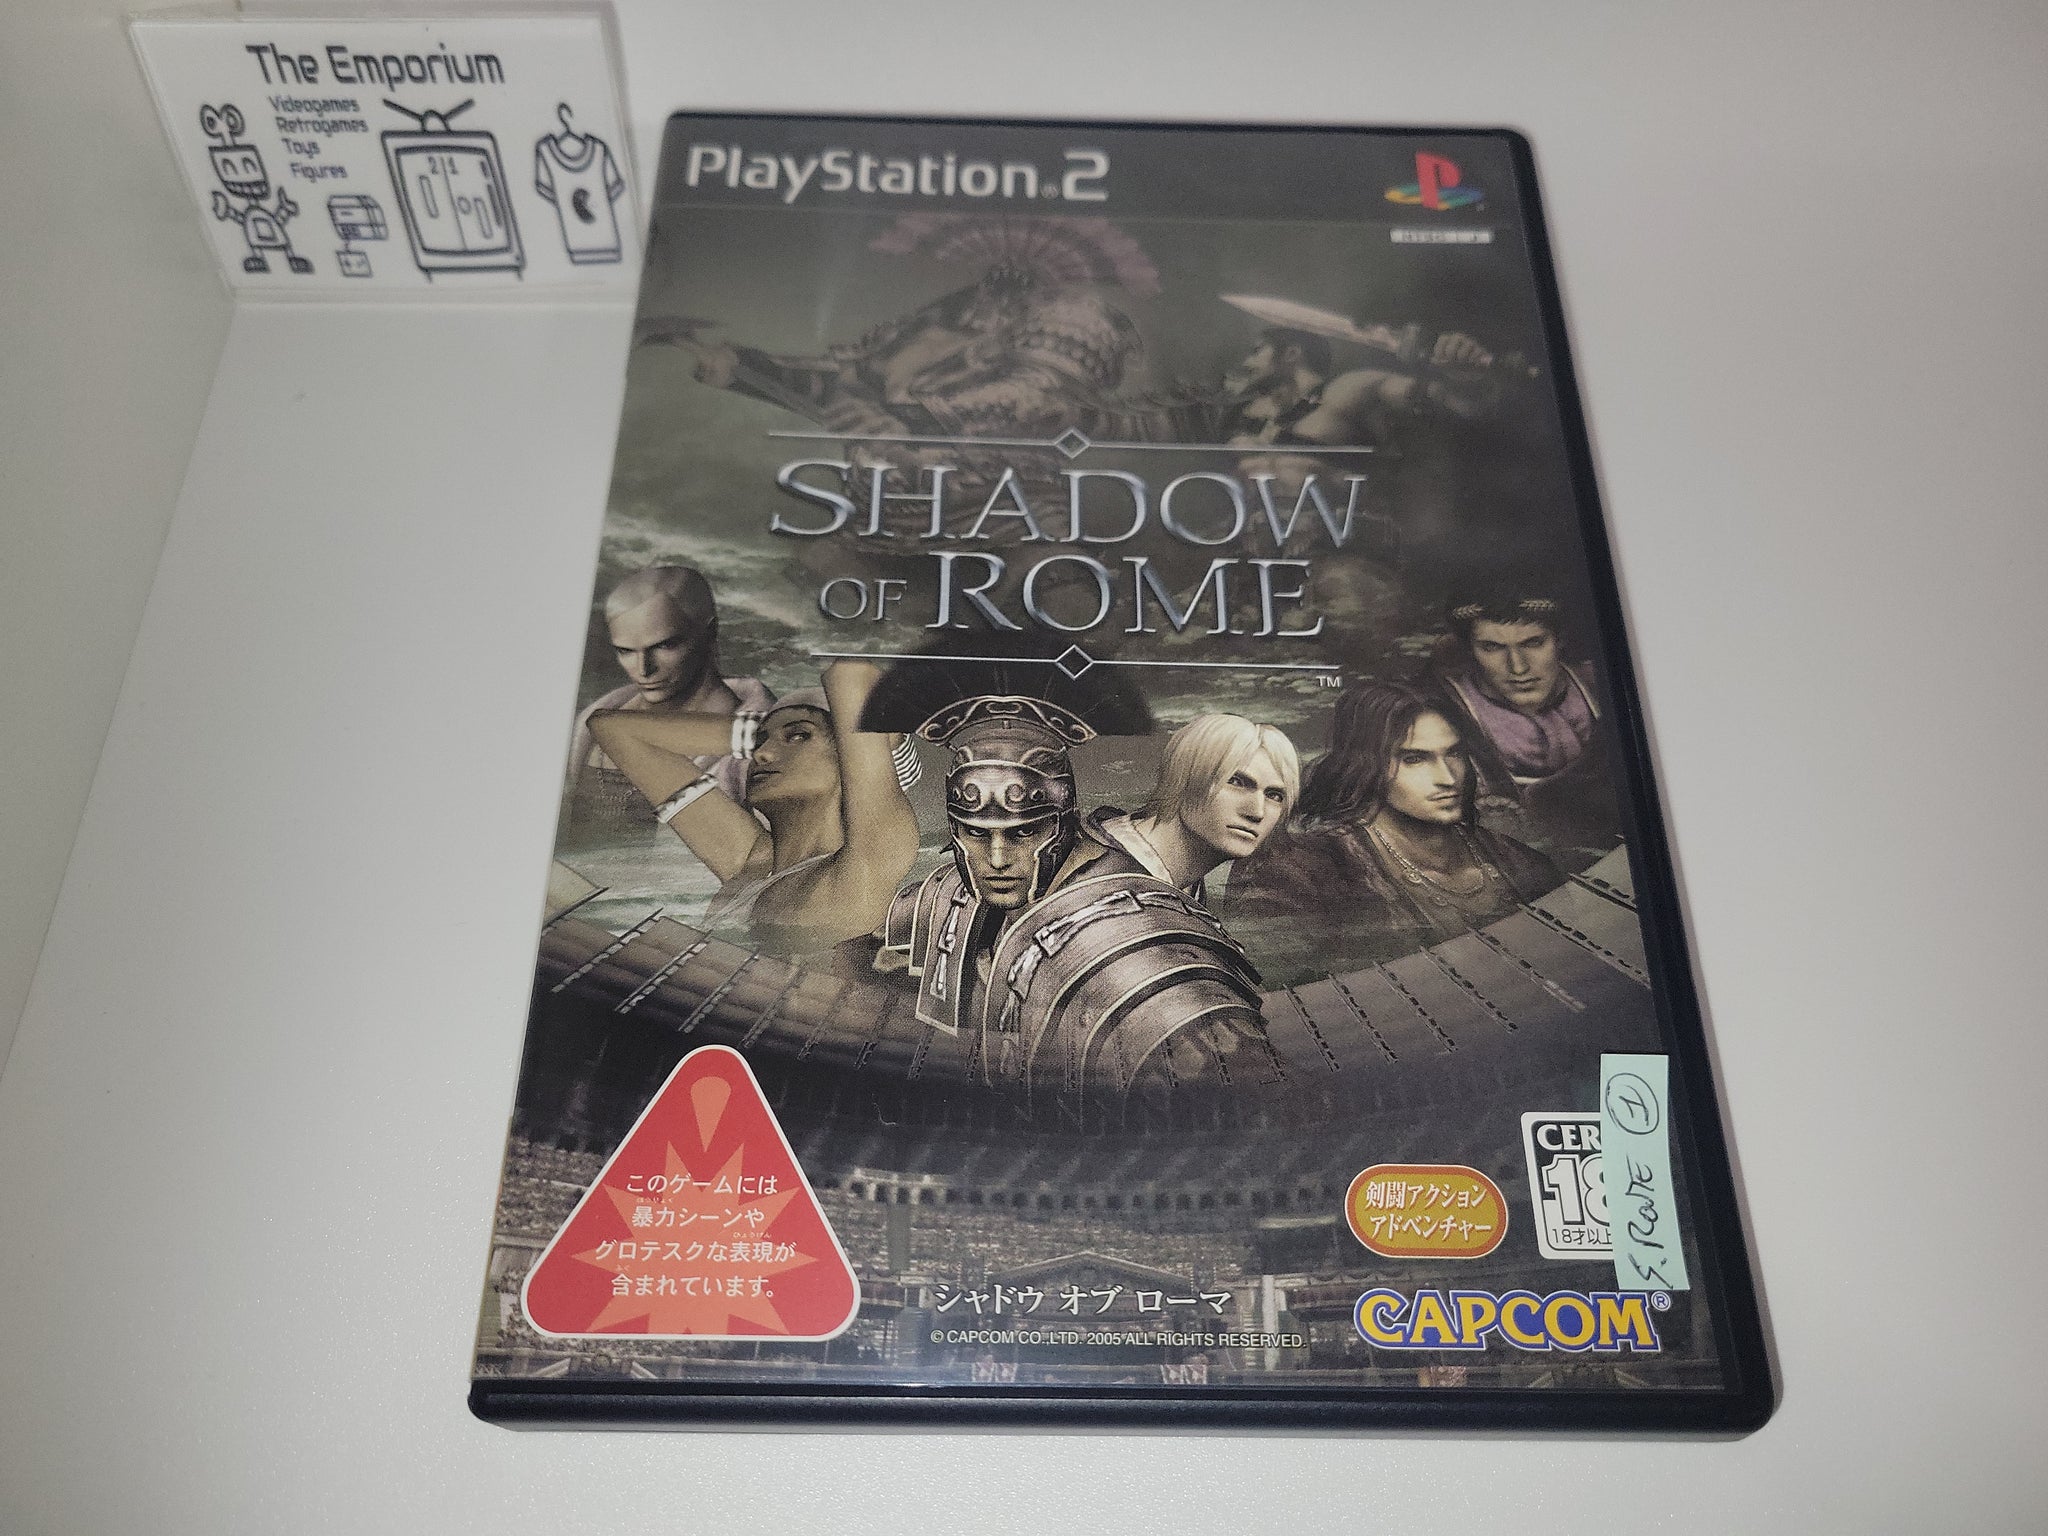 The Emporium
Videogames
Retrogames
Toys
Figures
PlayStation®2
SHADOW
OF ROME
™
このゲームには
暴力シーンや
グロテスクな表現が
含まれています。
剣闘アクション
アドベンチャー
CER
18
18才以上
1
シャドウ オブ ローマ
© CAPCOM CO.,LTD. 2005 ALL RIGHTS RESERVED.
CAPCOM®